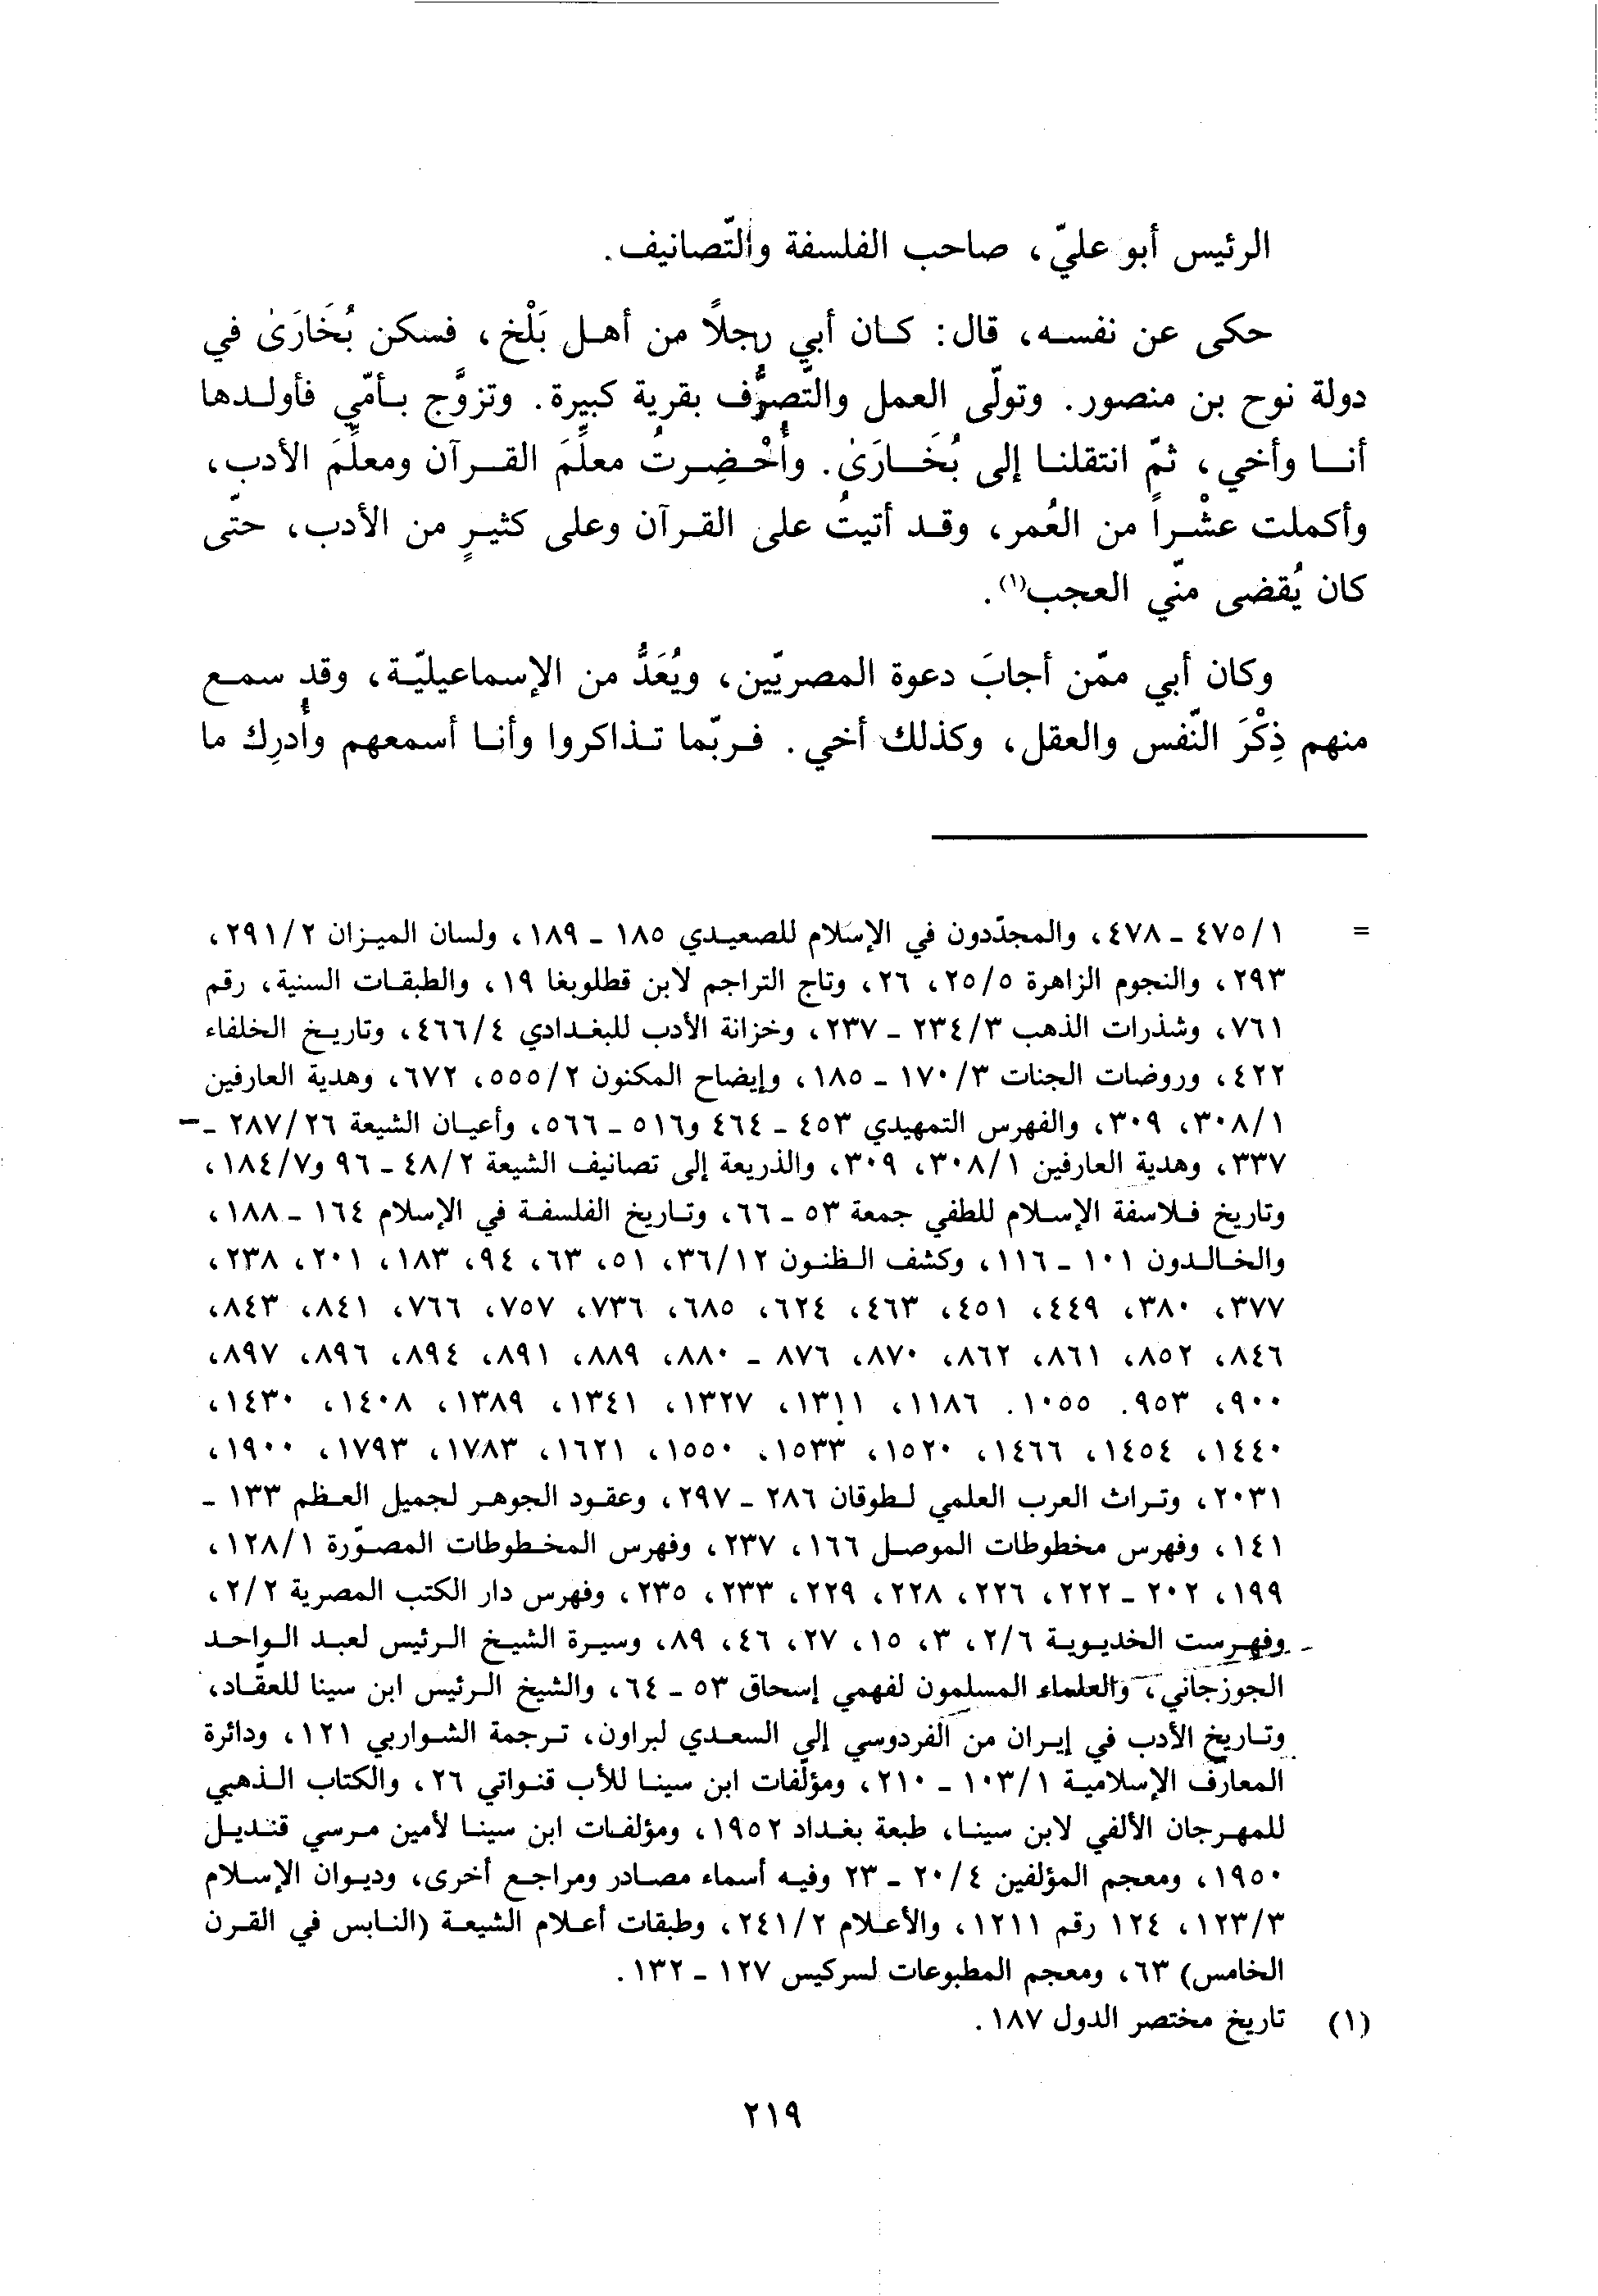 الرئيس أبو عليّ، صاحب الفلسفة والتّصانيف.
حكى عن نفسه، قال: كان أبي رجلاً من أهل بَلْخ، فسكن بُخَارَىٰ في
دولة نوح بن منصور. وتولّى العمل والتّصرُّف بقرية كبيرة. وتزوَّج بأمّي فأولدها
أنا وأخي، ثمّ انتقلنا إلى بُخَارَىٰ. وأُحْضِرتُ معلِّمَ القرآن ومعلِّمَ الأدب،
وأكملت عشْراً من العُمر، وقد أتيتُ على القرآن وعلى كثيرٍ من الأدب، حتّى
كان يُقضى منّي العجب(١).
وكان أبي ممّن أجابَ دعوة المصريّين، ويُعَدُّ من الإسماعيليّة، وقد سمع
منهم ذِكْرَ النّفس والعقل، وكذلك أخي. فربّما تذاكروا وأنا أسمعهم وأُدرِك ما
= ١/٤٧٥ - ٤٧٨، والمجدّدون في الإسلام للصعيدي ١٨٥ - ١٨٩، ولسان الميزان ٢/٢٩١،
٢٩٣، والنجوم الزاهرة ٥/٢٥، ٢٦، وتاج التراجم لابن قطلوبغا ١٩، والطبقات السنية، رقم
٧٦١، وشذرات الذهب ٣/٢٣٤ - ٢٣٧، وخزانة الأدب للبغدادي ٤/٤٦٦، وتاريخ الخلفاء
٤٢٢، وروضات الجنات ٣/١٧٠ - ١٨٥، وإيضاح المكنون ٢/٥٥٥، ٦٧٢، وهدية العارفين
١/٣٠٨، ٣٠٩، والفهرس التمهيدي ٤٥٣ - ٤٦٤ و٥١٦ - ٥٦٦، وأعيان الشيعة ٢٦/٢٨٧ -
٣٣٧، وهدية العارفين ١/٣٠٨، ٣٠٩، والذريعة إلى تصانيف الشيعة ٢/٤٨ - ٩٦ و٧/١٨٤،
وتاريخ فلاسفة الإسلام للطفي جمعة ٥٣ - ٦٦، وتاريخ الفلسفة في الإسلام ١٦٤ - ١٨٨،
والخالدون ١٠١ - ١١٦، وكشف الظنون ٣٦/١٢، ٥١، ٦٣، ٩٤، ١٨٣، ٢٠١، ٢٣٨،
٣٧٧، ٣٨٠، ٤٤٩، ٤٥١، ٤٦٣، ٦٢٤، ٦٨٥، ٧٣٦، ٧٥٧، ٧٦٦، ٨٤١، ٨٤٣،
٨٤٦، ٨٥٢، ٨٦١، ٨٦٢، ٨٧٠، ٨٧٦ - ٨٨٠، ٨٨٩، ٨٩١، ٨٩٤، ٨٩٦، ٨٩٧،
٩٠٠، ٩٥٣. ١٠٥٥. ١١٨٦، ١٣١١، ١٣٢٧، ١٣٤١، ١٣٨٩، ١٤٠٨، ١٤٣٠،
١٤٤٠، ١٤٥٤، ١٤٦٦، ١٥٢٠، ١٥٣٣، ١٥٥٠، ١٦٢١، ١٧٨٣، ١٧٩٣، ١٩٠٠،
٢٠٣١، وتراث العرب العلمي لطوقان ٢٨٦ - ٢٩٧، وعقود الجوهر لجميل العظم ١٣٣ -
١٤١، وفهرس مخطوطات الموصل ١٦٦، ٢٣٧، وفهرس المخطوطات المصوّرة ١/١٢٨،
١٩٩، ٢٠٢ - ٢٢٢، ٢٢٦، ٢٢٨، ٢٢٩، ٢٣٣، ٢٣٥، وفهرس دار الكتب المصرية ٢/٢،
وفهرست الخديوية ٢/٦، ٣، ١٥، ٢٧، ٤٦، ٨٩، وسيرة الشيخ الرئيس لعبد الواحد
الجوزجاني، والعلماء المسلمون لفهمي إسحاق ٥٣ - ٦٤، والشيخ الرئيس ابن سينا للعقّاد،
وتاريخ الأدب في إيران من الفردوسي إلى السعدي لبراون، ترجمة الشواربي ١٢١، ودائرة
المعارف الإسلامية ١/١٠٣ - ٢١٠، ومؤلّفات ابن سينا للأب قنواتي ٢٦، والكتاب الذهبي
للمهرجان الألفي لابن سينا، طبعة بغداد ١٩٥٢، ومؤلفات ابن سينا لأمين مرسي قنديل
١٩٥٠، ومعجم المؤلفين ٤/٢٠ - ٢٣ وفيه أسماء مصادر ومراجع أخرى، وديوان الإسلام
٣/١٢٣، ١٢٤ رقم ١٢١١، والأعلام ٢/٢٤١، وطبقات أعلام الشيعة (النابس في القرن
الخامس) ٦٣، ومعجم المطبوعات لسركيس ١٢٧ - ١٣٢.
(١) تاريخ مختصر الدول ١٨٧.
٢١٩